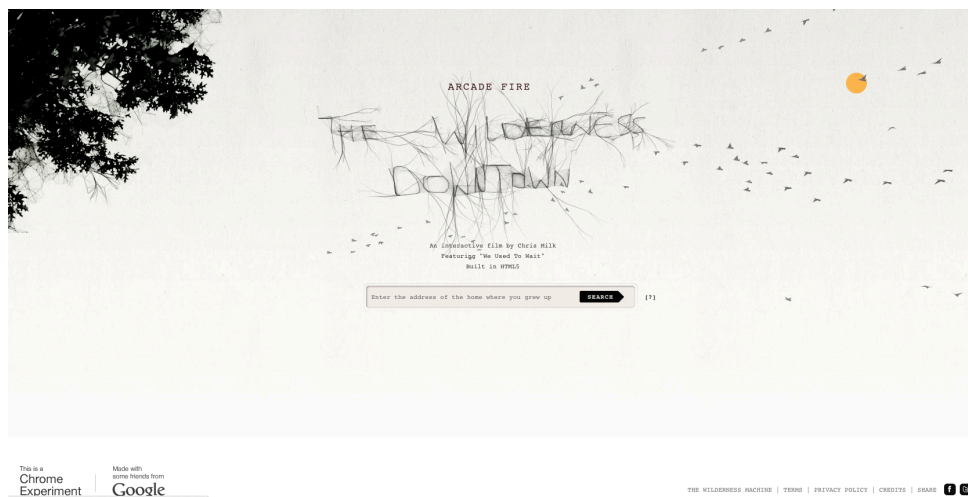 ARCADE FIRE
THE WILDERNESS
DOWNTOWN
An interactive film by Chris Milk
Featuring "We Used To Wait"
Built in HTML5
Enter the address of the home where you grew up
SEARCH
[?]
This is a
Chrome
Experiment
Made with
some friends from
Google
THE WILDERNESS MACHINE | TERMS | PRIVACY POLICY | CREDITS | SHARE
f